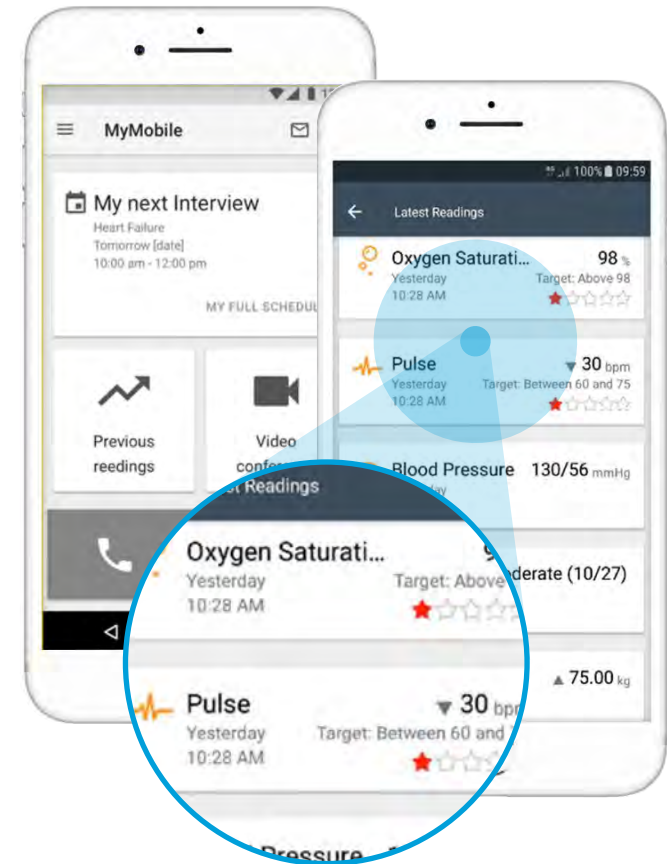 MyMobile
My next Interview
Heart Failure
Tomorrow [date]
10:00 am - 12:00 pm
MY FULL SCHEDUL
Previous
reedings
Video
100% 09:59
Latest Readings
Oxygen Saturati... 98 %
Yesterday Target: Above 98
10:28 AM
Pulse 30 bpm
Yesterday Target: Between 60 and 75
10:28 AM
Blood Pressure 130/56 mmHg
(10/27)
75.00 kg
Readings
Oxygen Saturati...
Yesterday Target: Above
10:28 AM
Pulse 30
Yesterday Target: Between 60 and
10:28 AM
Pressure